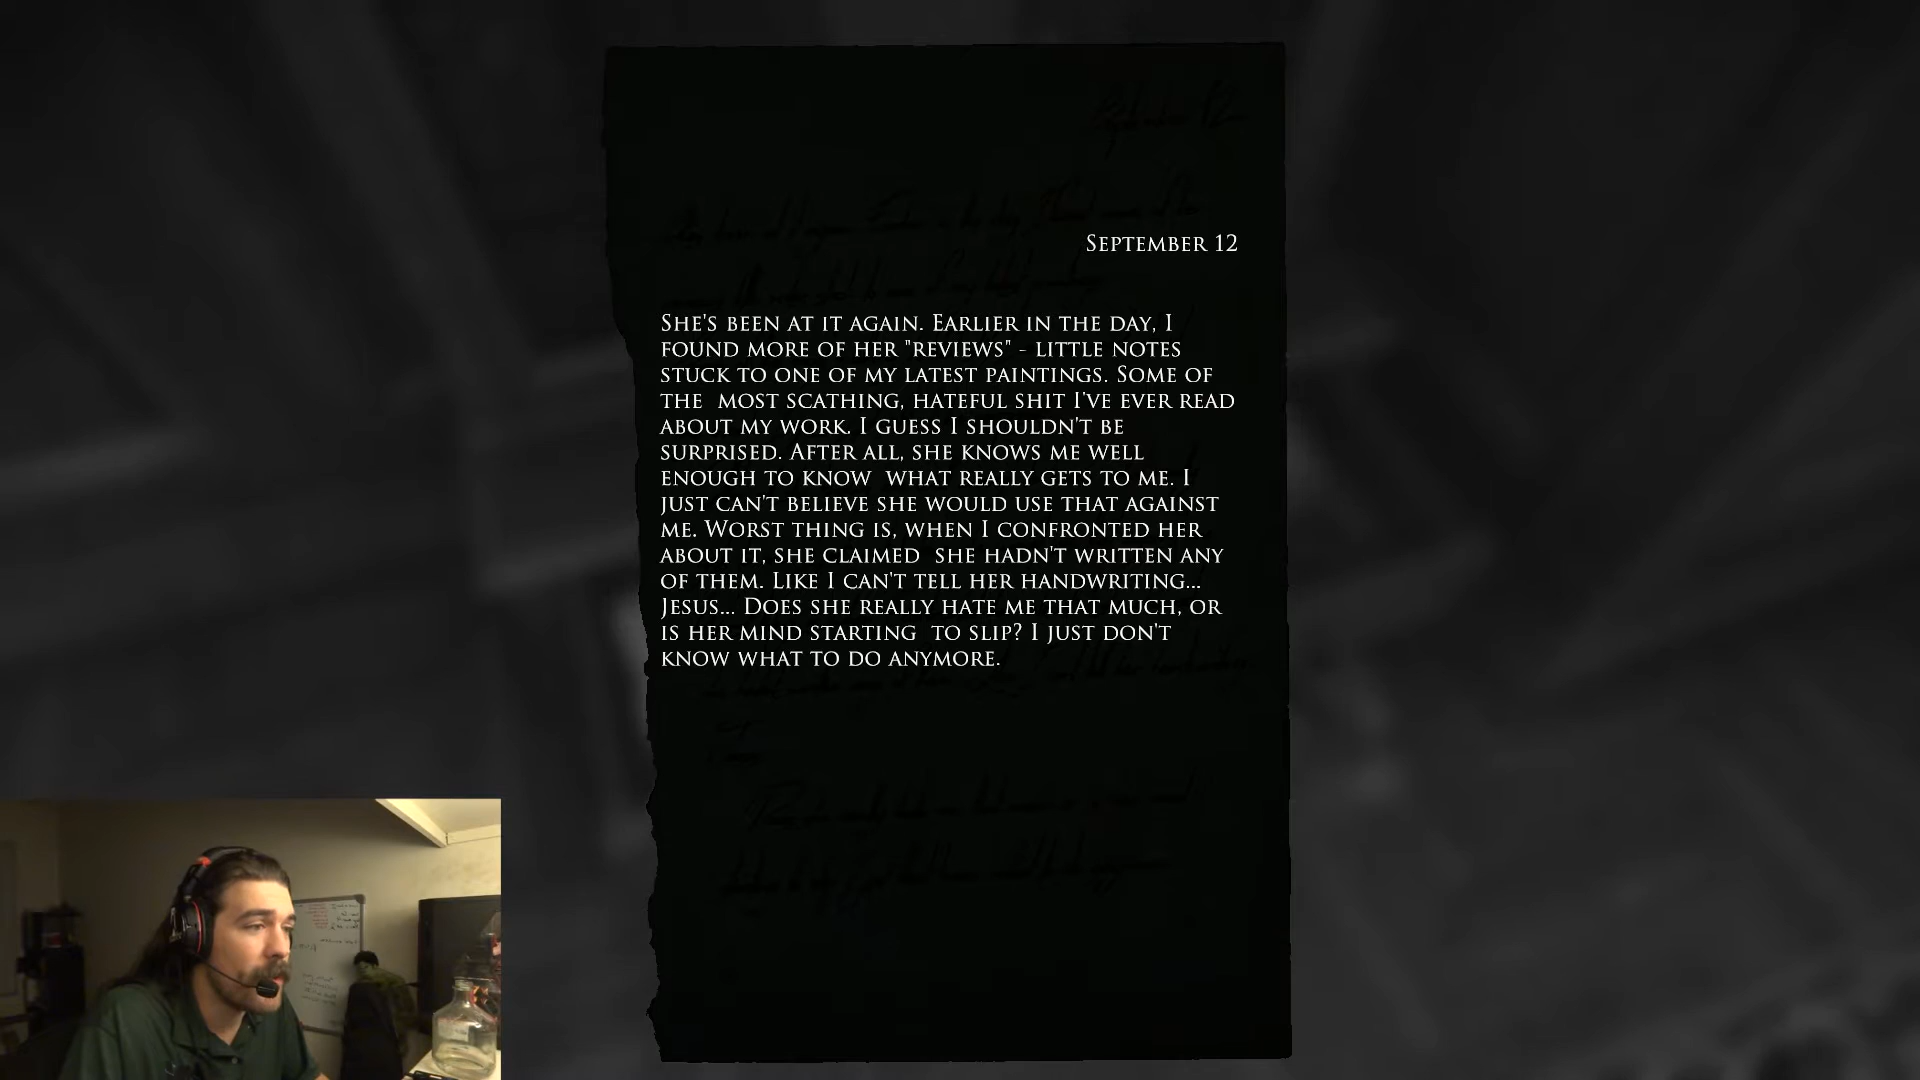 September 12
She's been at it again. Earlier in the day, I
found more of her "reviews" - little notes
stuck to one of my latest paintings. Some of
the  most scathing, hateful shit I've ever read
about my work. I guess I shouldn't be
surprised. After all, she knows me well
enough to know  what really gets to me. I
just can't believe she would use that against
me. Worst thing is, when I confronted her
about it, she claimed  she hadn't written any
of them. Like I can't tell her handwriting...
Jesus... Does she really hate me that much, or
is her mind starting  to slip? I just don't
know what to do anymore.